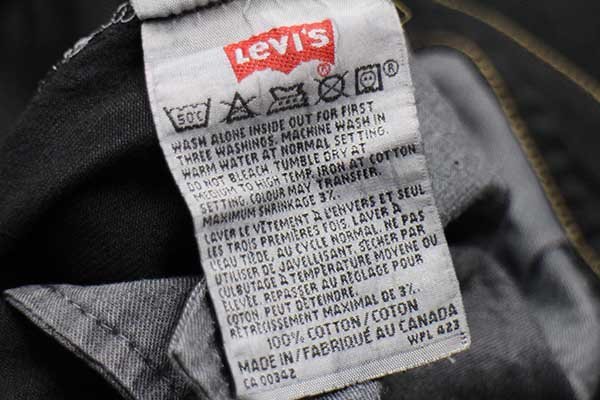 Levi's ®
50°C ®
WASH ALONE INSIDE OUT FOR FIRST
THREE WASHINGS. MACHINE WASH IN
WARM WATER AT NORMAL SETTING.
DO NOT BLEACH. TUMBLE DRY AT
MEDIUM TO HIGH TEMP. IRON AT COTTON
SETTING. COLOUR MAY TRANSFER.
MAXIMUM SHRINKAGE 3%.
LAVER LE VÊTEMENT À L'ENVERS ET SEUL
LES TROIS PREMIÈRES FOIS. LAVER À
L'EAU TIÈDE, AU CYCLE NORMAL. NE PAS
UTILISER DE JAVELLISANT. SÉCHER PAR
CULBUTAGE À TEMPÉRATURE MOYENNE OU
ÉLEVÉE. REPASSER AU RÉGLAGE POUR
COTON. PEUT DÉTEINDRE.
RÉTRÉCISSEMENT MAXIMAL DE 3%.
100% COTTON/COTON
MADE IN/FABRIQUÉ AU CANADA
CA 00342 WPL 423